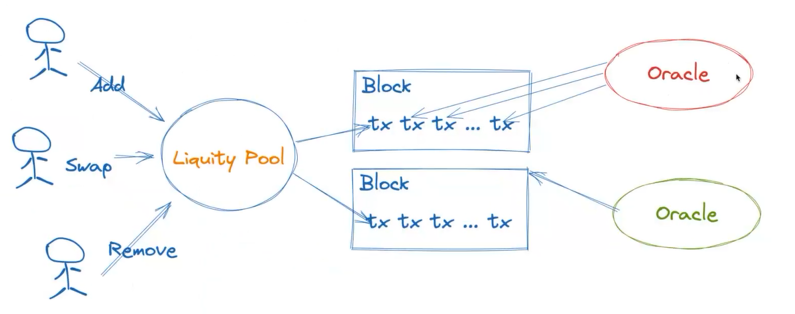 Add
Swap
Remove
Liquity Pool
Block
tx tx tx ... tx
Block
tx tx tx ... tx
Oracle
Oracle